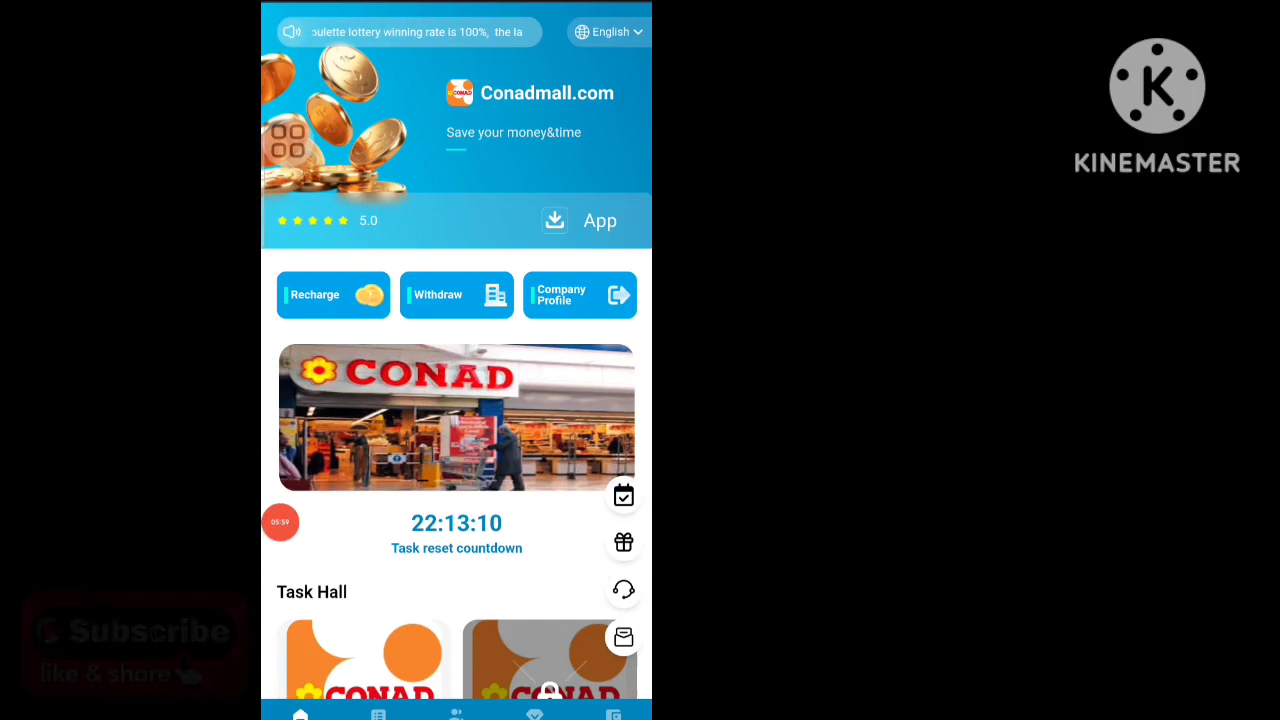 oulette lottery winning rate is 100%, the la
English
CONAD
Conadmall.com
Save your money&time
5.0
App
Recharge
Withdraw
Company
Profile
CONAD
22:13:10
Task reset countdown
05:59
Task Hall
CONAD
CONAD
K
KINEMASTER
Subscribe
like & share